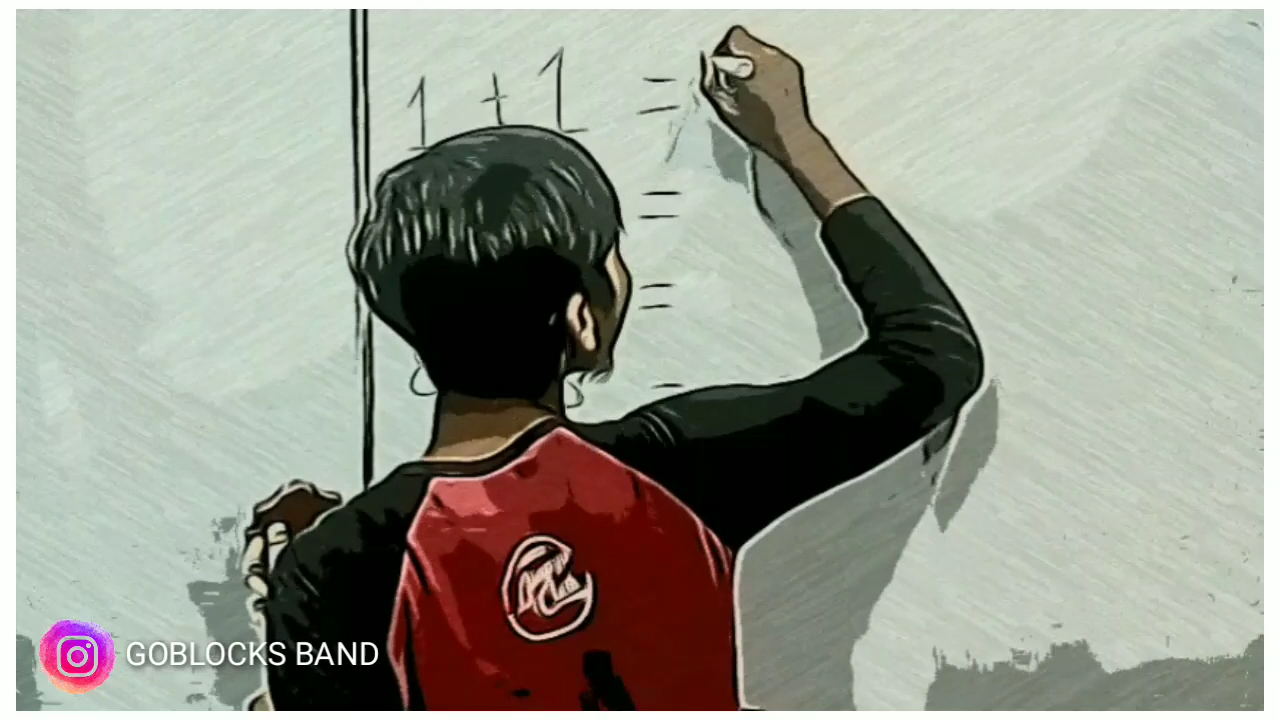 1 + 1 =
=
=
GOBLOCKS BAND